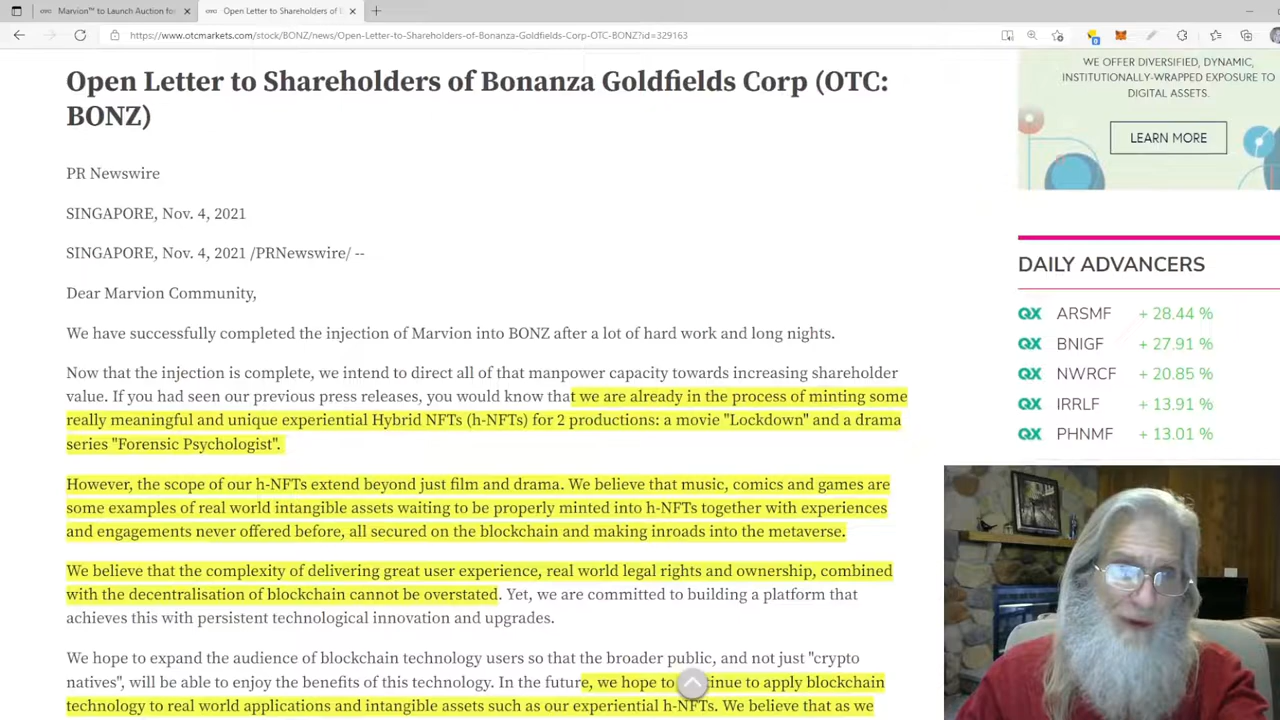 Marvion™ to Launch Auction for
Open Letter to Shareholders of B
https://www.otcmarkets.com/stock/BONZ/news/Open-Letter-to-Shareholders-of-Bonanza-Goldfields-Corp-OTC-BONZ?id=329163
Open Letter to Shareholders of Bonanza Goldfields Corp (OTC:
BONZ)
PR Newswire
SINGAPORE, Nov. 4, 2021
SINGAPORE, Nov. 4, 2021 /PRNewswire/ --
Dear Marvion Community,
We have successfully completed the injection of Marvion into BONZ after a lot of hard work and long nights.
Now that the injection is complete, we intend to direct all of that manpower capacity towards increasing shareholder
value. If you had seen our previous press releases, you would know that we are already in the process of minting some
really meaningful and unique experiential Hybrid NFTs (h-NFTs) for 2 productions: a movie "Lockdown" and a drama
series "Forensic Psychologist".
However, the scope of our h-NFTs extend beyond just film and drama. We believe that music, comics and games are
some examples of real world intangible assets waiting to be properly minted into h-NFTs together with experiences
and engagements never offered before, all secured on the blockchain and making inroads into the metaverse.
We believe that the complexity of delivering great user experience, real world legal rights and ownership, combined
with the decentralisation of blockchain cannot be overstated. Yet, we are committed to building a platform that
achieves this with persistent technological innovation and upgrades.
We hope to expand the audience of blockchain technology users so that the broader public, and not just "crypto
natives", will be able to enjoy the benefits of this technology. In the future, we hope to tinue to apply blockchain
technology to real world applications and intangible assets such as our experiential h-NFTs. We believe that as we
WE OFFER DIVERSIFIED, DYNAMIC,
INSTITUTIONALLY-WRAPPED EXPOSURE TO
DIGITAL ASSETS.
LEARN MORE
DAILY ADVANCERS
QX ARSMF + 28.44 %
QX BNIGF + 27.91 %
QX NWRCF + 20.85 %
QX IRRLF + 13.91 %
QX PHNMF + 13.01 %